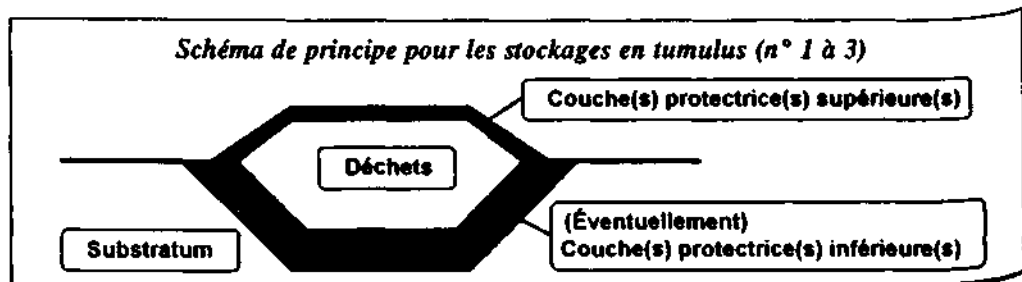 Schéma de principe pour les stockages en tumulus (n° 1 à 3)
Couche(s) protectrice(s) supérieure(s)
Déchets
(Éventuellement)
Couche(s) protectrice(s) inférieure(s)
Substratum